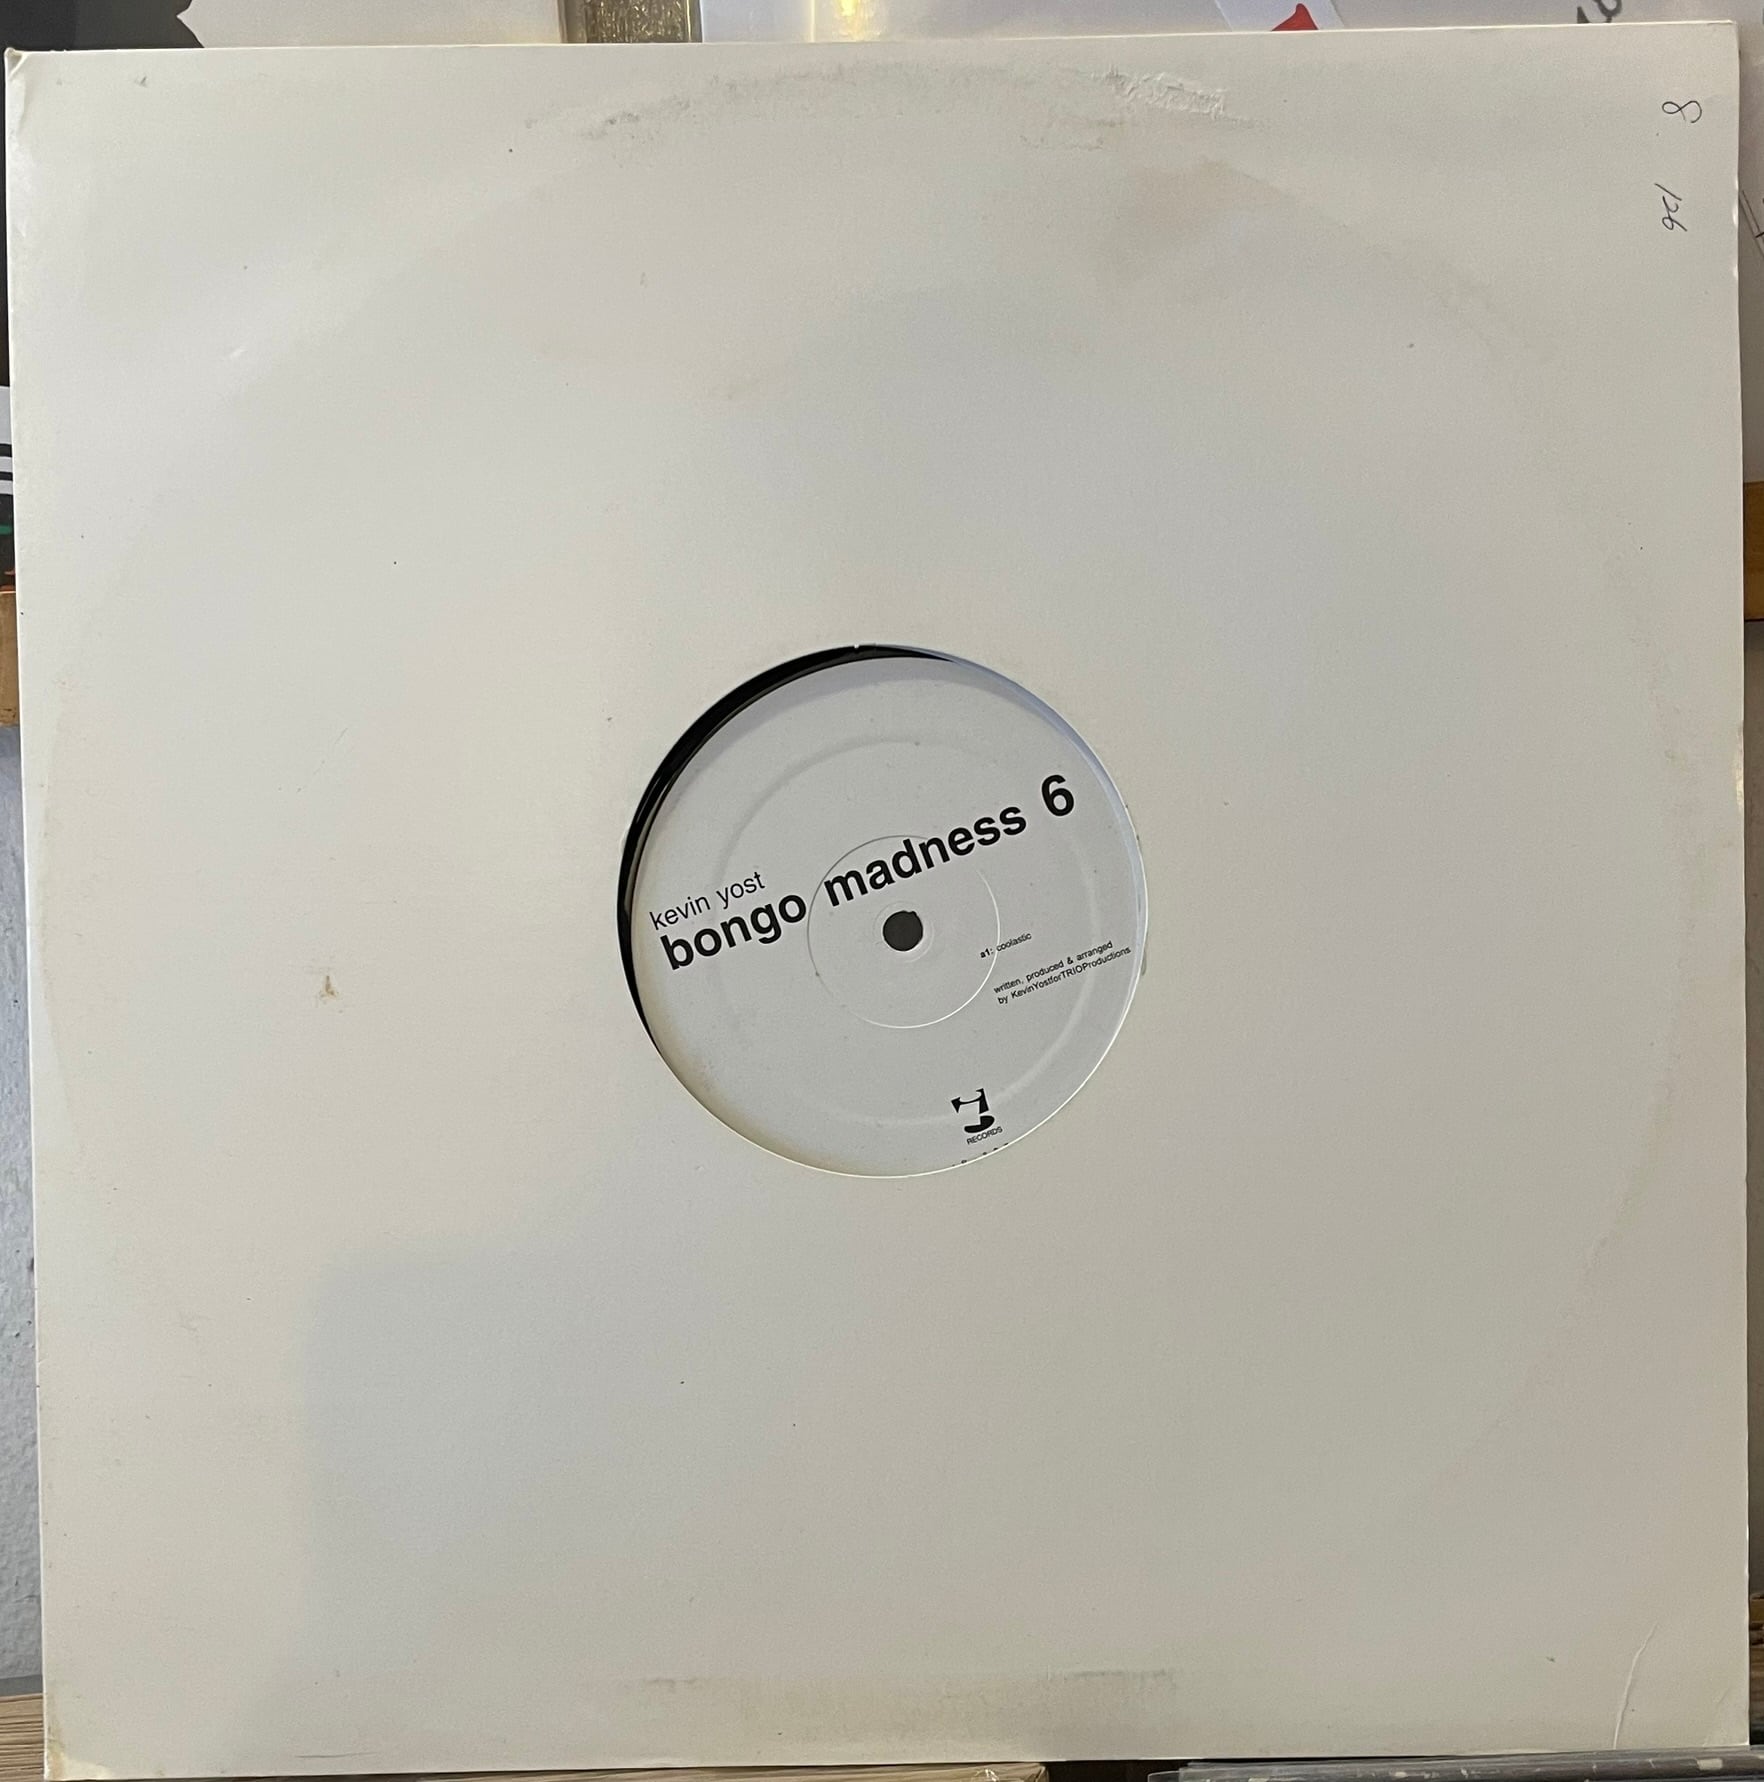 8
126
kevin yost
bongo madness 6
a1: coolastic
written, produced & arranged
by KevinYostforTRIOProductions
RECORDS